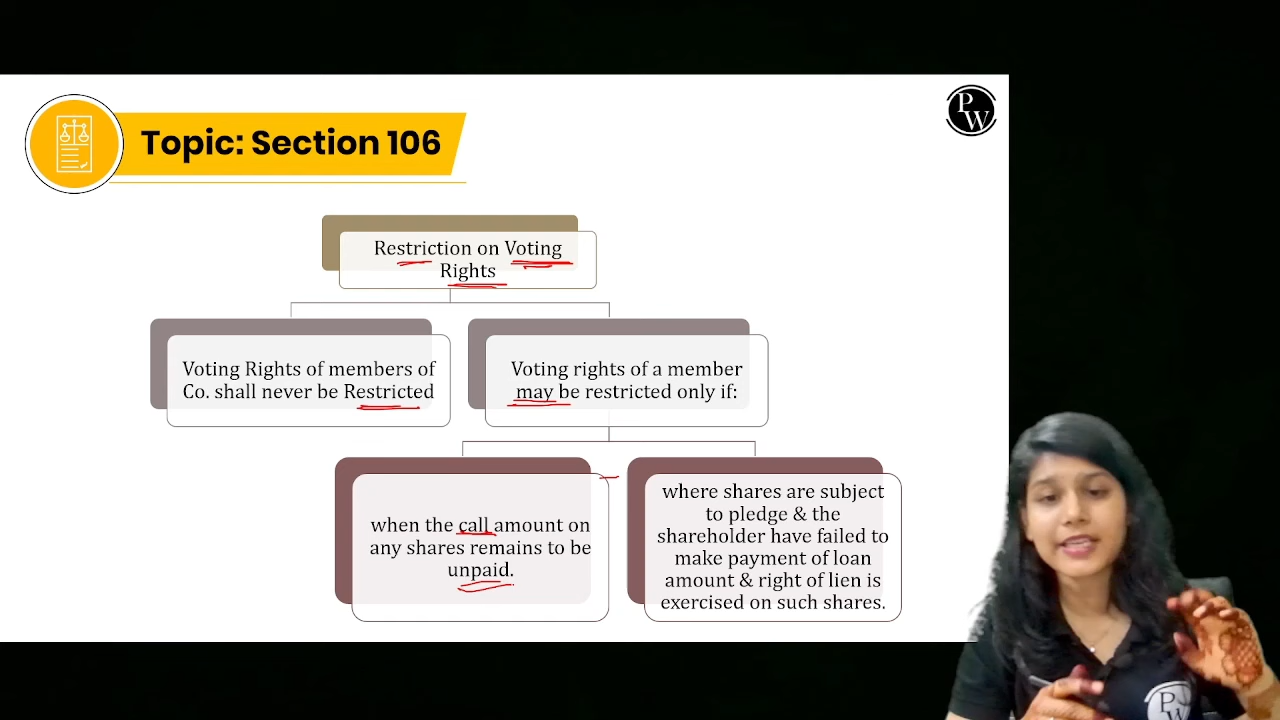 Topic: Section 106
PW
Restriction on Voting
Rights
Voting Rights of members of
Co. shall never be Restricted
Voting rights of a member
may be restricted only if:
when the call amount on
any shares remains to be
unpaid.
where shares are subject
to pledge & the
shareholder have failed to
make payment of loan
amount & right of lien is
exercised on such shares.
PW